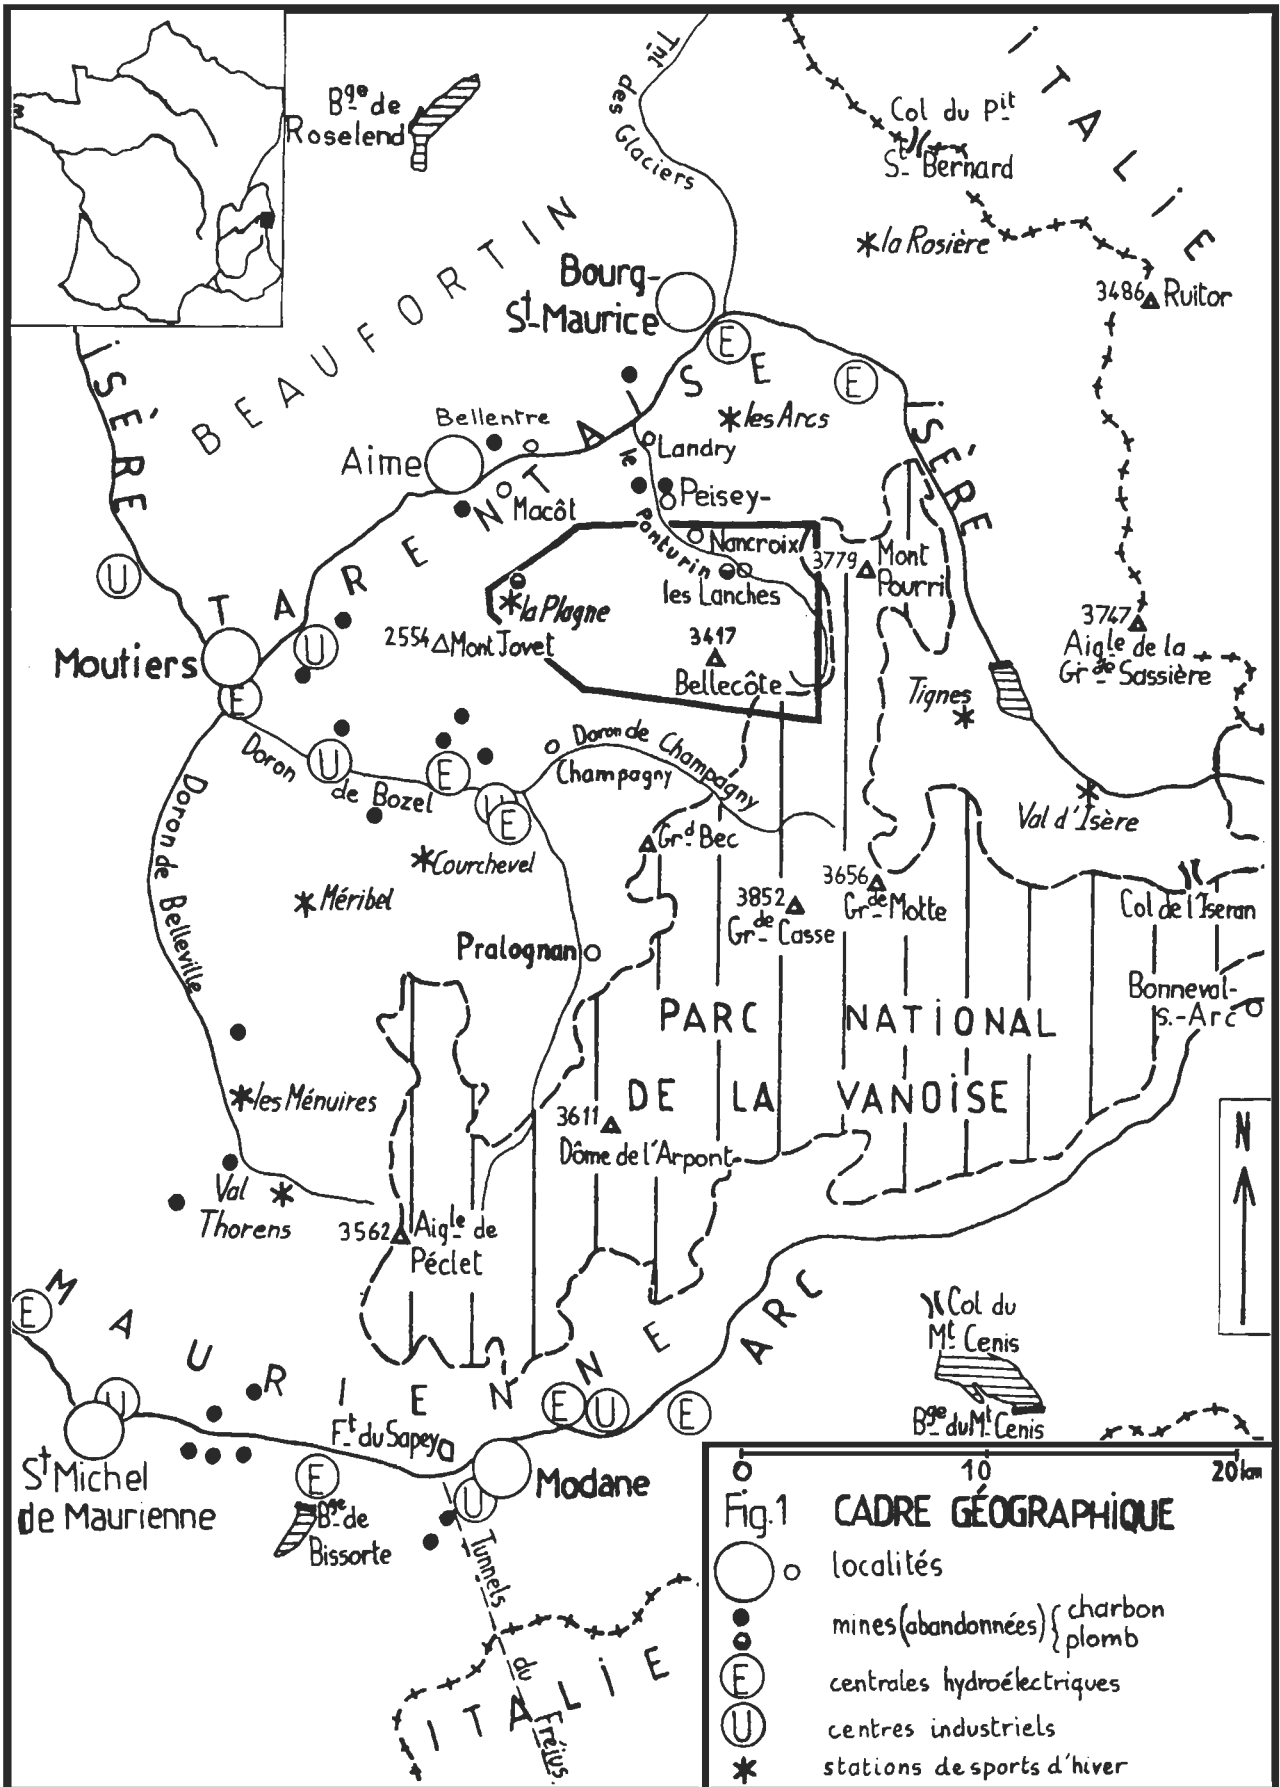 Bge de
Roselend
Tnt
des
Glaciers
ITALIE
Col du Pit
St Bernard
la Rosière
3486
Ruitor
BEAUFORTIN
Bourg-
St-Maurice
E
E
ISÈRE
ISÈRE
TARENTAISE
les Arcs
Bellentre
Aime
Landry
le
Ponturin
Peisey-
Nancroix
Macôt
les Lanches
3779
Mont
Pourri
la Plagne
2554
Mont Jovet
3417
Bellecôte
3747
Aigle de la
Grde Sassière
U
Moutiers
U
E
Tignes
Doron
de Bozel
U
E
U
E
Doron de Champagny
Champagny
Val d'Isère
Doron de Belleville
Courchevel
Méribel
Grd Bec
3852
Grde Casse
3656
Grde Motte
Col de l'Iseran
Pralognan
Bonneval-
s.-Arc
PARC NATIONAL
DE LA VANOISE
les Ménuires
3611
Dôme de l'Arpont
N
Val
Thorens
3562
Aigle de
Péclet
MAURIENNE
ARC
E
Col du
Mt Cenis
Bge du Mt Cenis
U
E
U
E
Ft du Sapey
St Michel
de Maurienne
E
Bge de
Bissorte
Modane
U
Tunnels
du
Fréjus
ITALIE
0 10 20 km
Fig.1 CADRE GÉOGRAPHIQUE
localités
mines (abandonnées) { charbon
plomb
E centrales hydroélectriques
U centres industriels
stations de sports d'hiver